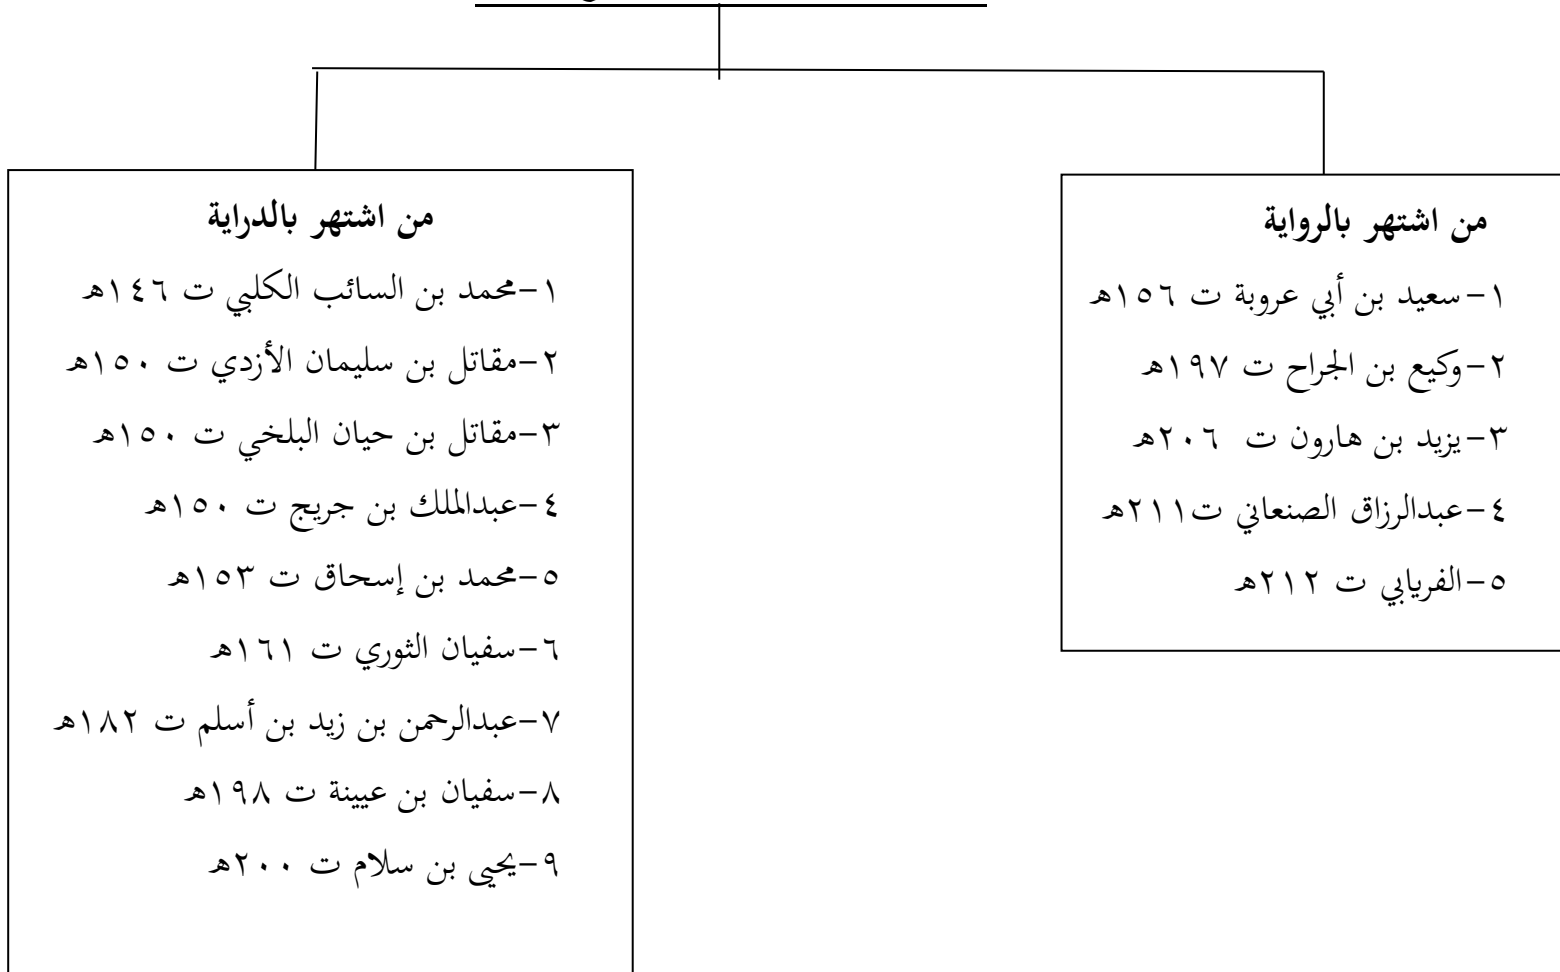 من اشتهر بالرواية
١-سعيد بن أبي عروبة ت ١٥٦هـ
٢-وكيع بن الجراح ت ١٩٧هـ
٣-يزيد بن هارون ت ٢٠٦هـ
٤-عبدالرزاق الصنعاني ت٢١١هـ
٥-الفريابي ت ٢١٢هـ
من اشتهر بالدراية
١-محمد بن السائب الكلبي ت ١٤٦هـ
٢-مقاتل بن سليمان الأزدي ت ١٥٠هـ
٣-مقاتل بن حيان البلخي ت ١٥٠هـ
٤-عبدالملك بن جريج ت ١٥٠هـ
٥-محمد بن إسحاق ت ١٥٣هـ
٦-سفيان الثوري ت ١٦١هـ
٧-عبدالرحمن بن زيد بن أسلم ت ١٨٢هـ
٨-سفيان بن عيينة ت ١٩٨هـ
٩-يحيى بن سلام ت ٢٠٠هـ